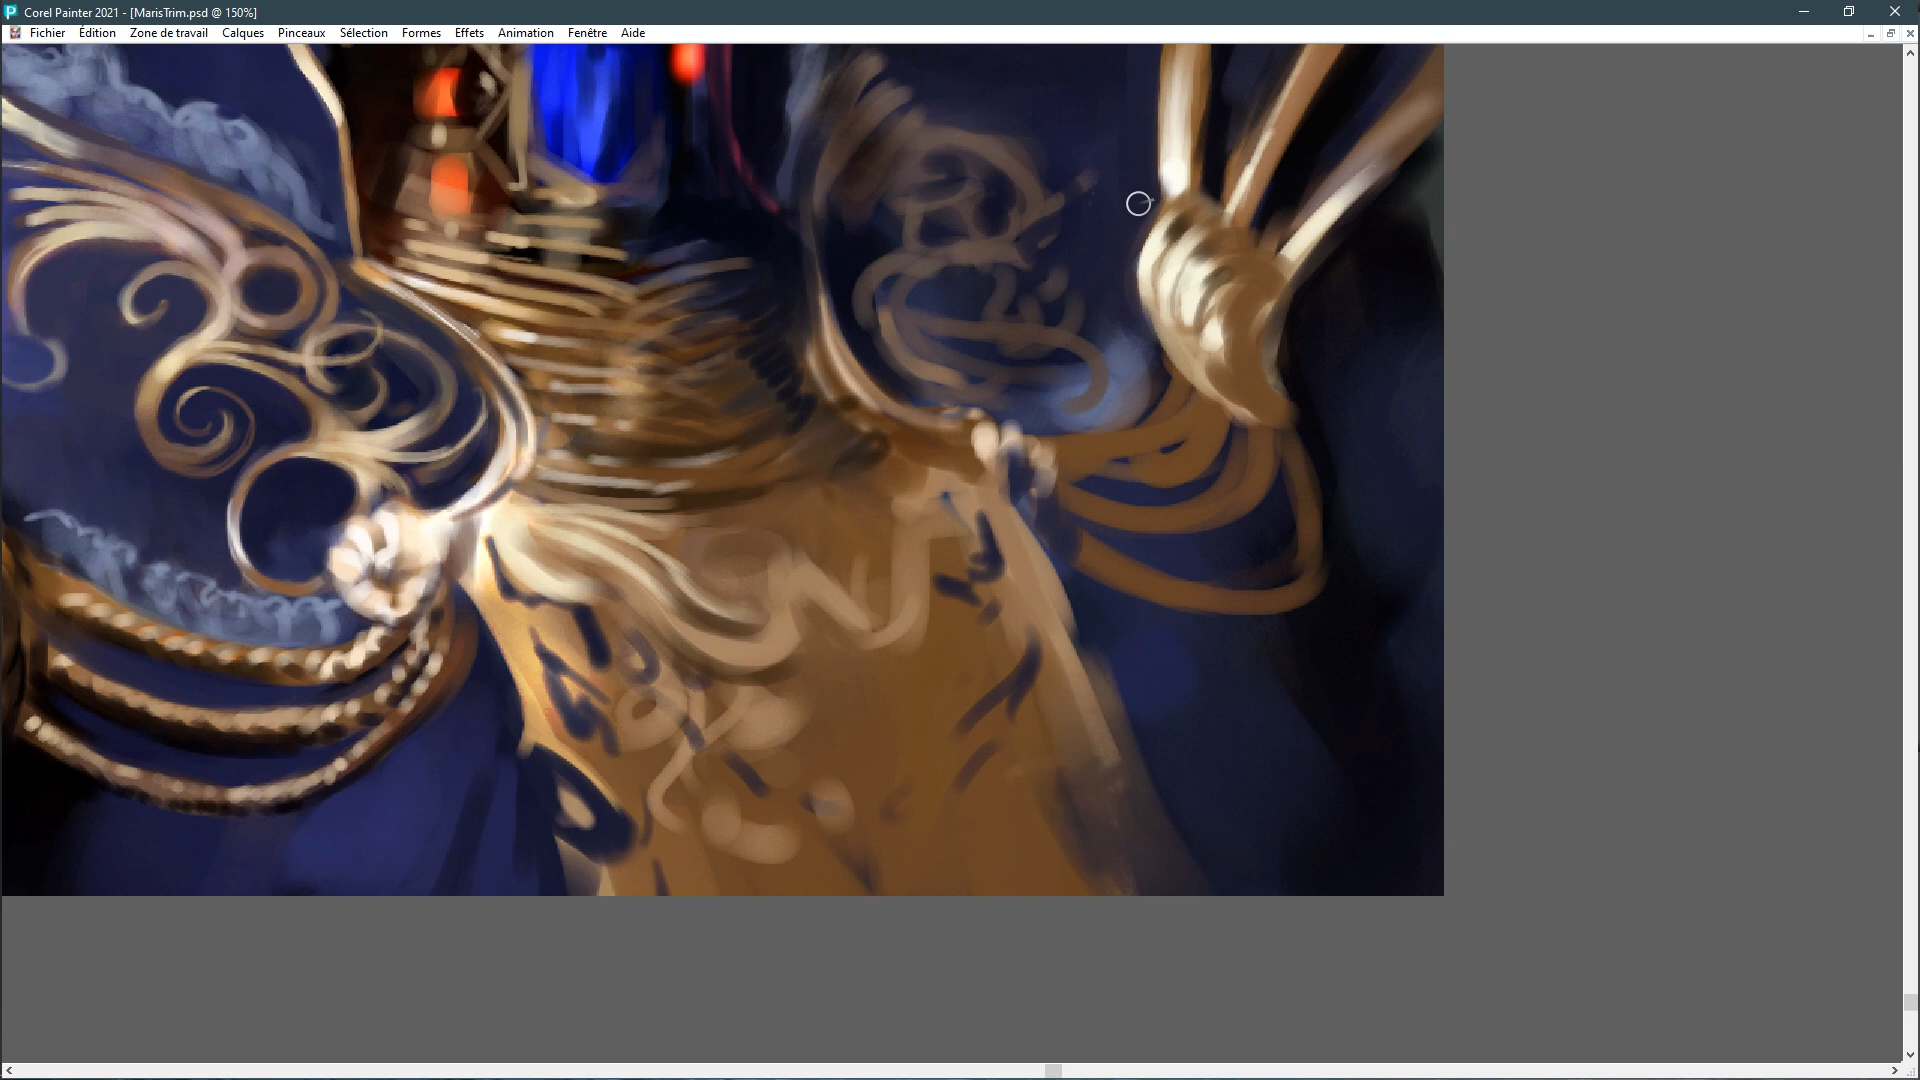 Corel Painter 2021 - [MarisTrim.psd @ 150%]
Fichier Édition Zone de travail Calques Pinceaux Sélection Formes Effets Animation Fenêtre Aide